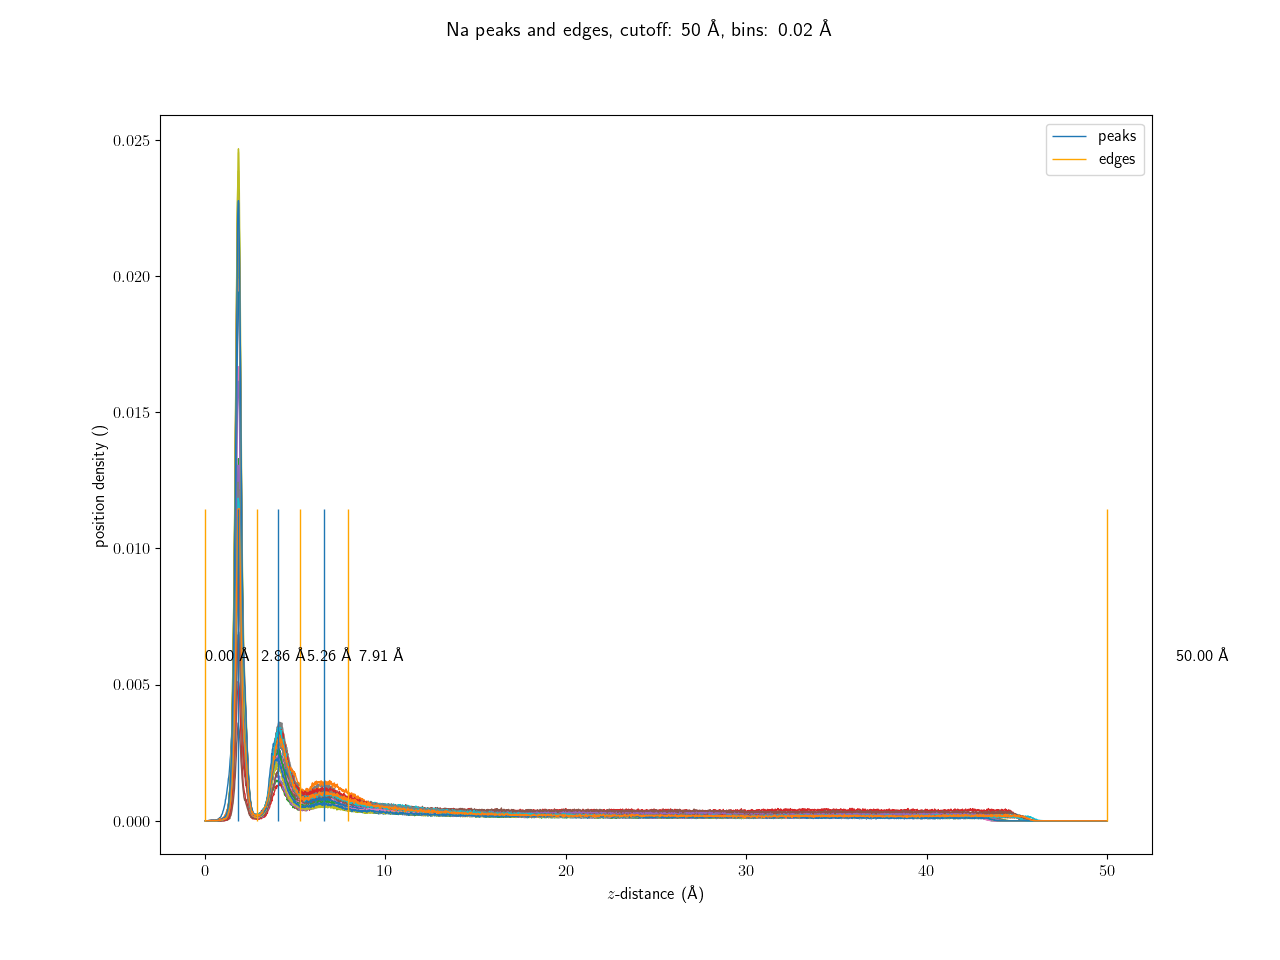 Na peaks and edges, cutoff: 50 Å, bins: 0.02 Å
peaks
edges
0.025
0.020
0.015
0.010
0.005
0.000
position density ()
0.00 Å 2.86 Å 5.26 Å 7.91 Å 50.00 Å
0 10 20 30 40 50
z-distance (Å)